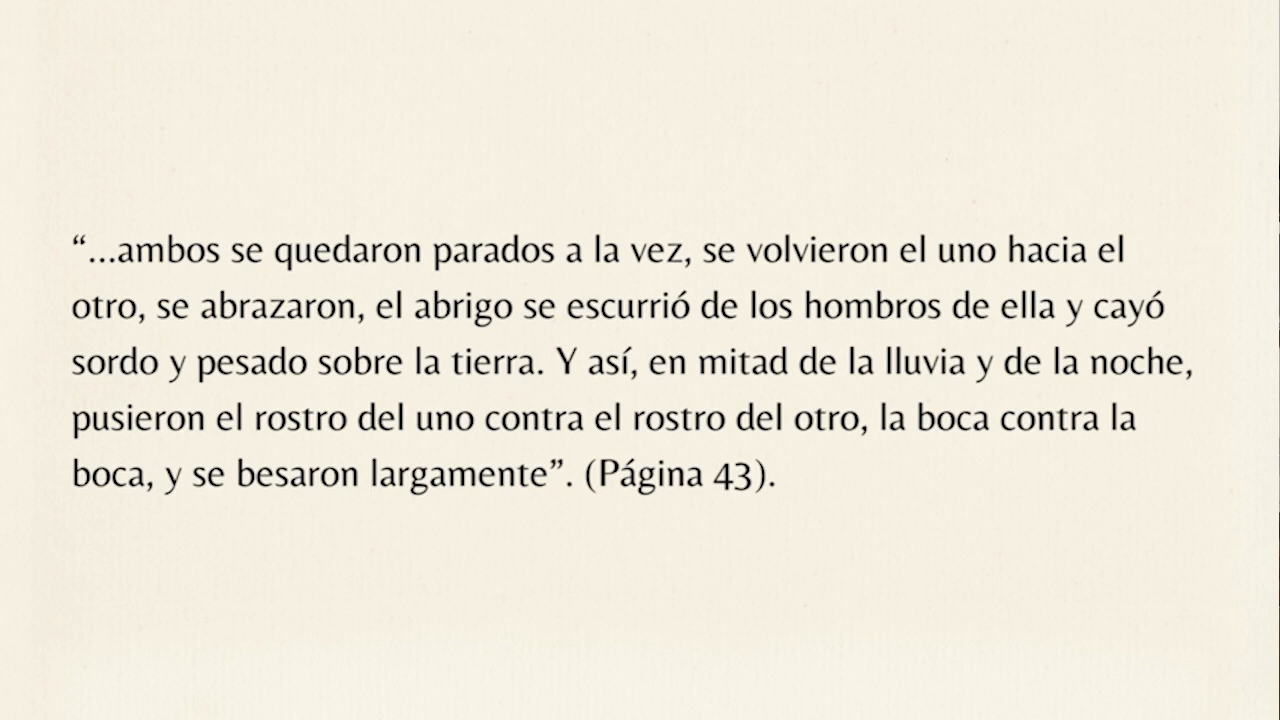 “...ambos se quedaron parados a la vez, se volvieron el uno hacia el
otro, se abrazaron, el abrigo se escurrió de los hombros de ella y cayó
sordo y pesado sobre la tierra. Y así, en mitad de la lluvia y de la noche,
pusieron el rostro del uno contra el rostro del otro, la boca contra la
boca, y se besaron largamente”. (Página 43).